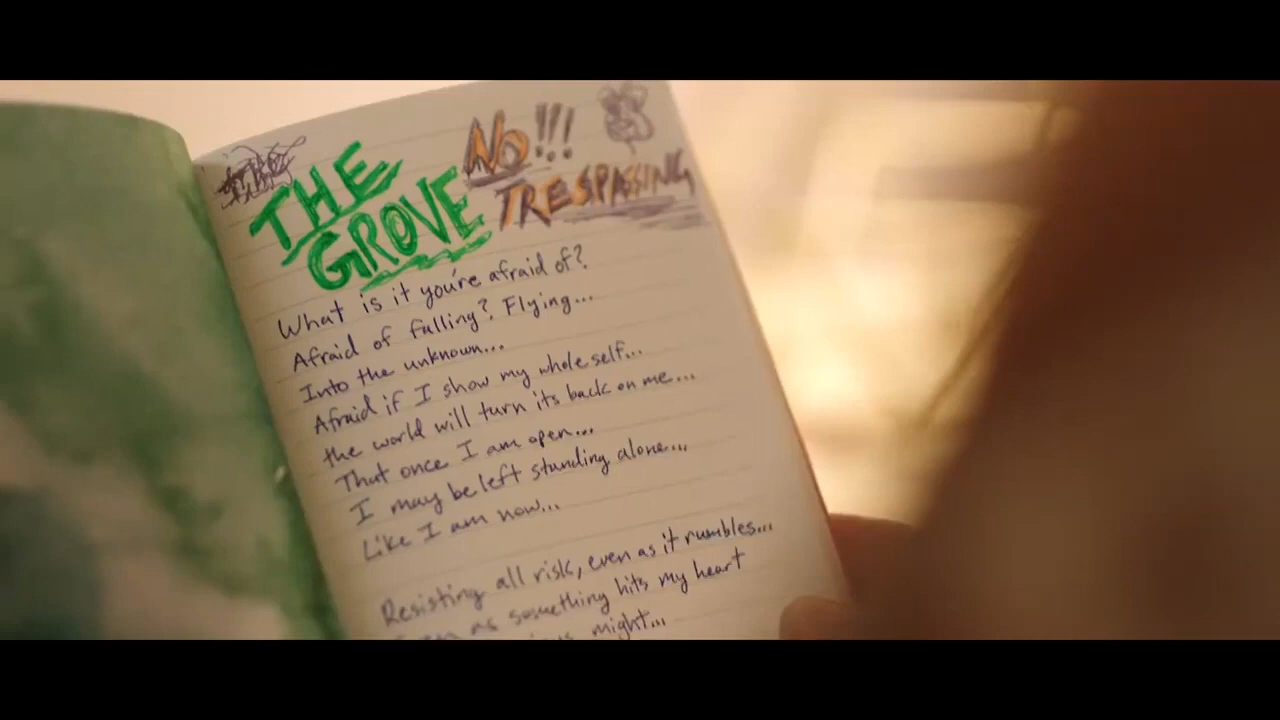 THE
GROVE
NO!!!
TRESPASSING
What is it you're afraid of?
Afraid of falling? Flying...
Into the unknown...
Afraid if I show my whole self...
the world will turn its back on me...
That once I am open...
I may be left standing alone...
Like I am now...
Resisting all risk, even as it rumbles...
as something hits my heart
might...